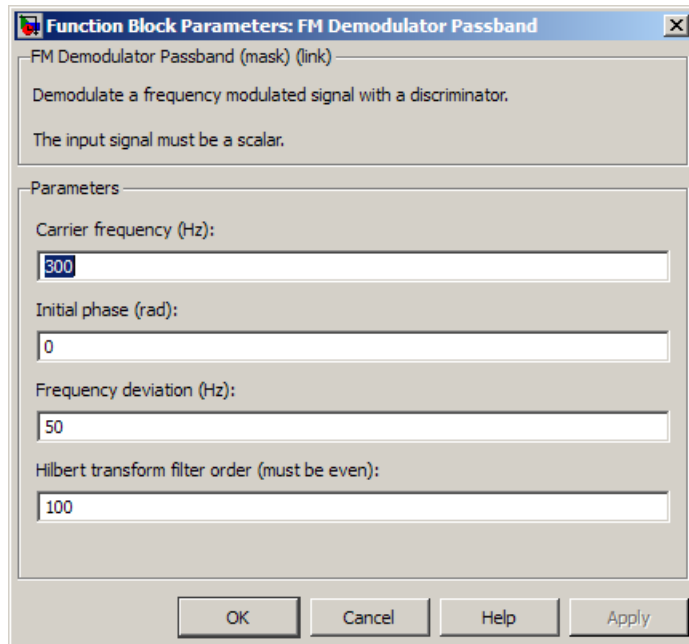 Function Block Parameters: FM Demodulator Passband
FM Demodulator Passband (mask) (link)
Demodulate a frequency modulated signal with a discriminator.
The input signal must be a scalar.
Parameters
Carrier frequency (Hz):
300
Initial phase (rad):
0
Frequency deviation (Hz):
50
Hilbert transform filter order (must be even):
100
OK Cancel Help Apply